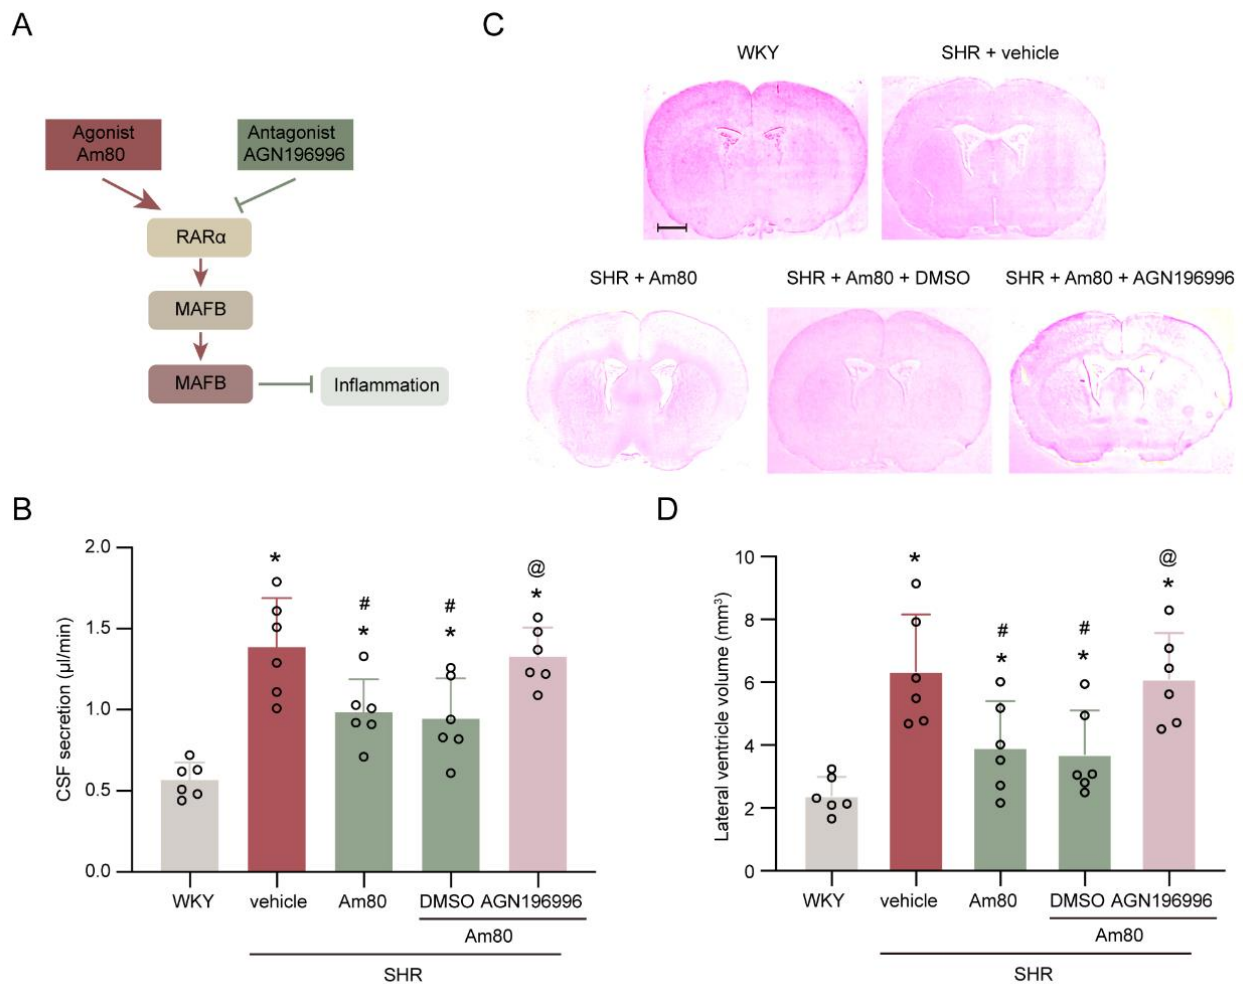 A
Agonist
Am80
Antagonist
AGN196996
RARα
MAFB
MAFB
Inflammation
C
WKY
SHR + vehicle
SHR + Am80
SHR + Am80 + DMSO
SHR + Am80 + AGN196996
B
CSF secretion (µl/min)
2.0
1.5
1.0
0.5
0.0
*
#
*
#
*
@
*
WKY
vehicle
Am80
DMSO AGN196996
Am80
SHR
D
Lateral ventricle volume (mm³)
10
8
6
4
2
0
*
#
*
#
*
@
*
WKY
vehicle
Am80
DMSO AGN196996
Am80
SHR